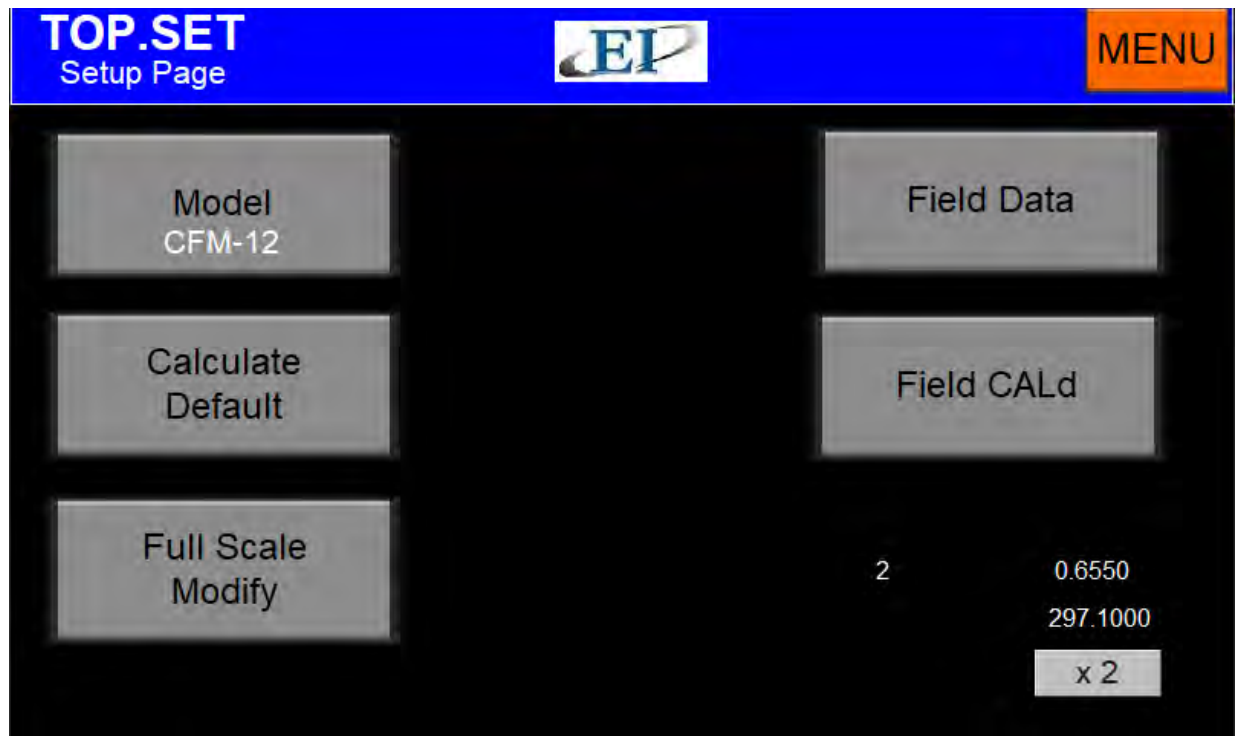 TOP.SET
Setup Page
EI
MENU
Model
CFM-12
Calculate
Default
Full Scale
Modify
Field Data
Field CALd
2 0.6550
297.1000
x 2